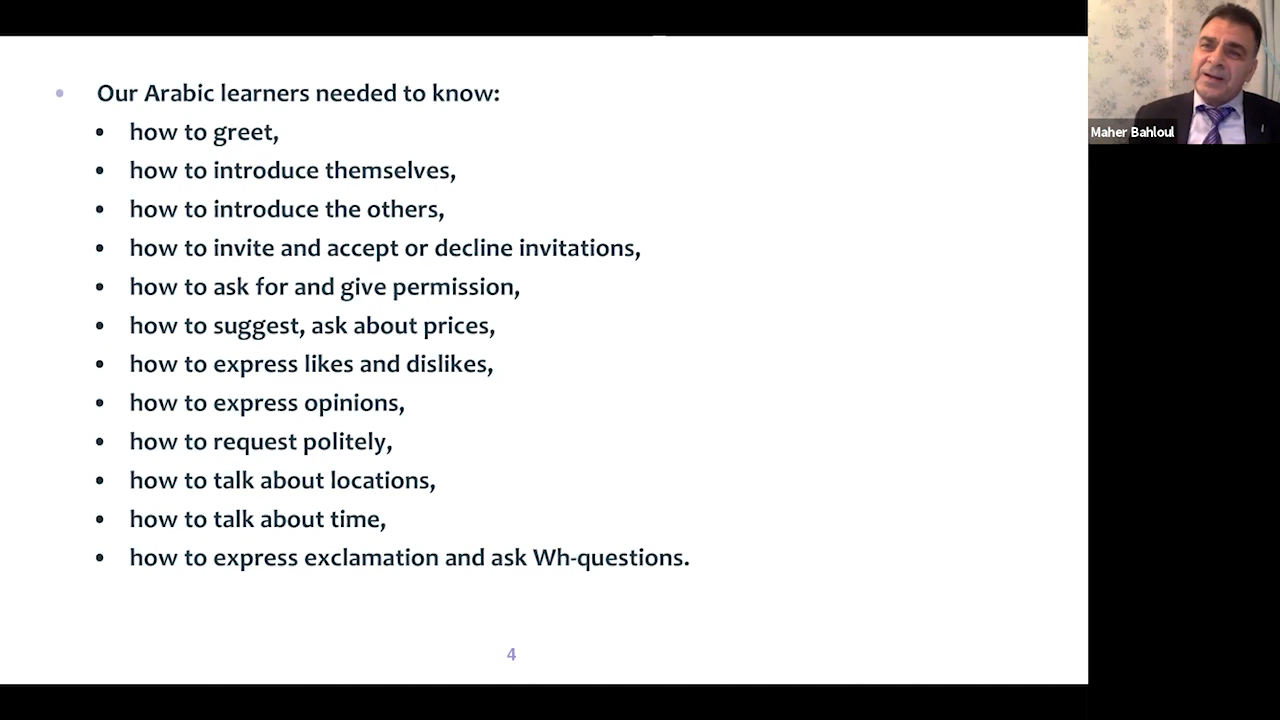 Our Arabic learners needed to know:
how to greet,
how to introduce themselves,
how to introduce the others,
how to invite and accept or decline invitations,
how to ask for and give permission,
how to suggest, ask about prices,
how to express likes and dislikes,
how to express opinions,
how to request politely,
how to talk about locations,
how to talk about time,
how to express exclamation and ask Wh-questions.
4
Maher Bahloul